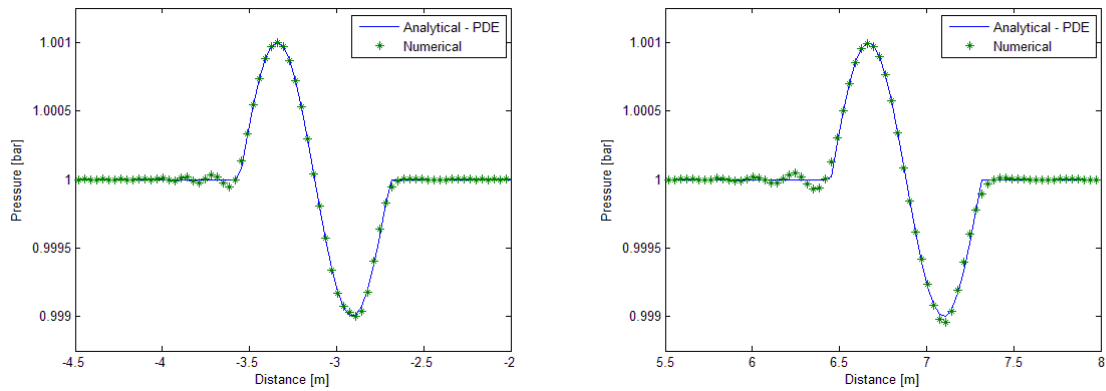 Analytical - PDE
Numerical
1.001
1.0005
1
0.9995
0.999
Pressure [bar]
-4.5 -4 -3.5 -3 -2.5 -2
Distance [m]
Analytical - PDE
Numerical
1.001
1.0005
1
0.9995
0.999
Pressure [bar]
5.5 6 6.5 7 7.5 8
Distance [m]